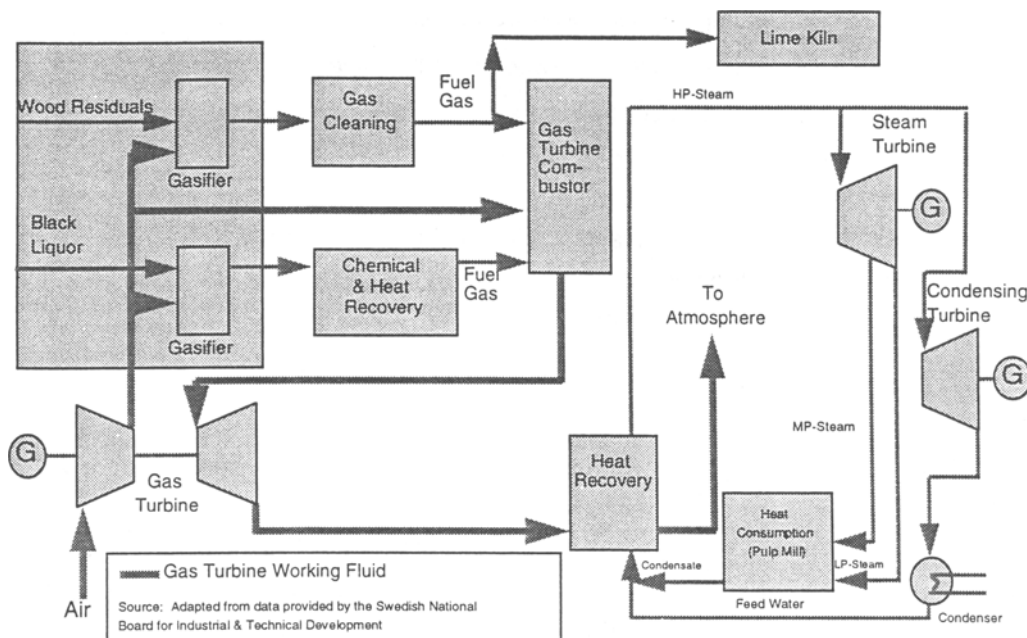 Lime Kiln
HP-Steam
Wood Residuals
Gas
Cleaning
Fuel
Gas
Gas
Turbine
Com-
bustor
Steam
Turbine
G
Gasifier
Black
Liquor
Chemical
& Heat
Recovery
Fuel
Gas
To
Atmosphere
Condensing
Turbine
Gasifier
G
MP-Steam
G
Gas
Turbine
Heat
Recovery
Heat
Consumption
(Pulp Mill)
Condensate
LP-Steam
Feed Water
Σ
Condenser
Air
Gas Turbine Working Fluid
Source: Adapted from data provided by the Swedish National
Board for Industrial & Technical Development